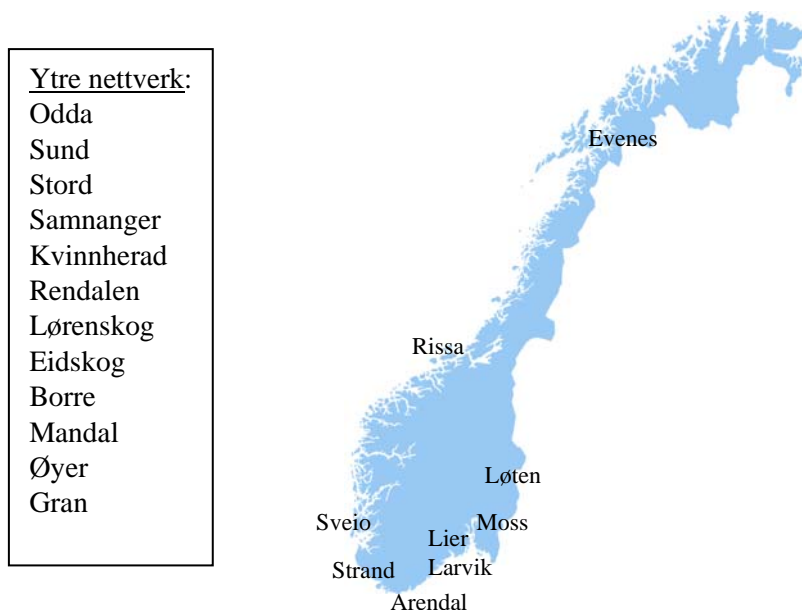 Ytre nettverk:
Odda
Sund
Stord
Samnanger
Kvinnherad
Rendalen
Lørenskog
Eidskog
Borre
Mandal
Øyer
Gran
Evenes
Rissa
Løten
Sveio
Moss
Lier
Strand
Larvik
Arendal